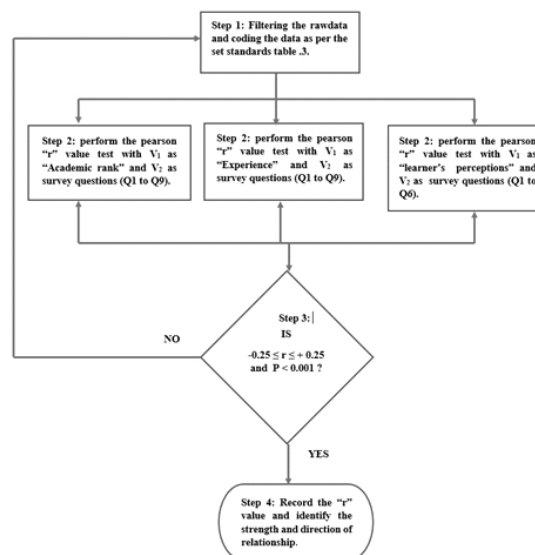 Step 1: Filtering the rawdata
and coding the data as per the
set standards table .3.
Step 2: perform the pearson
"r" value test with V₁ as
"Academic rank" and V₂ as
survey questions (Q1 to Q9).
Step 2: perform the pearson
"r" value test with V₁ as
"Experience" and V₂ as
survey questions (Q1 to Q9).
Step 2: perform the pearson
"r" value test with V₁ as
"learner's perceptions" and
V₂ as survey questions (Q1 to
Q6).
Step 3:
IS
-0.25 ≤ r ≤ + 0.25
and P < 0.001 ?
NO
YES
Step 4: Record the "r"
value and identify the
strength and direction of
relationship.